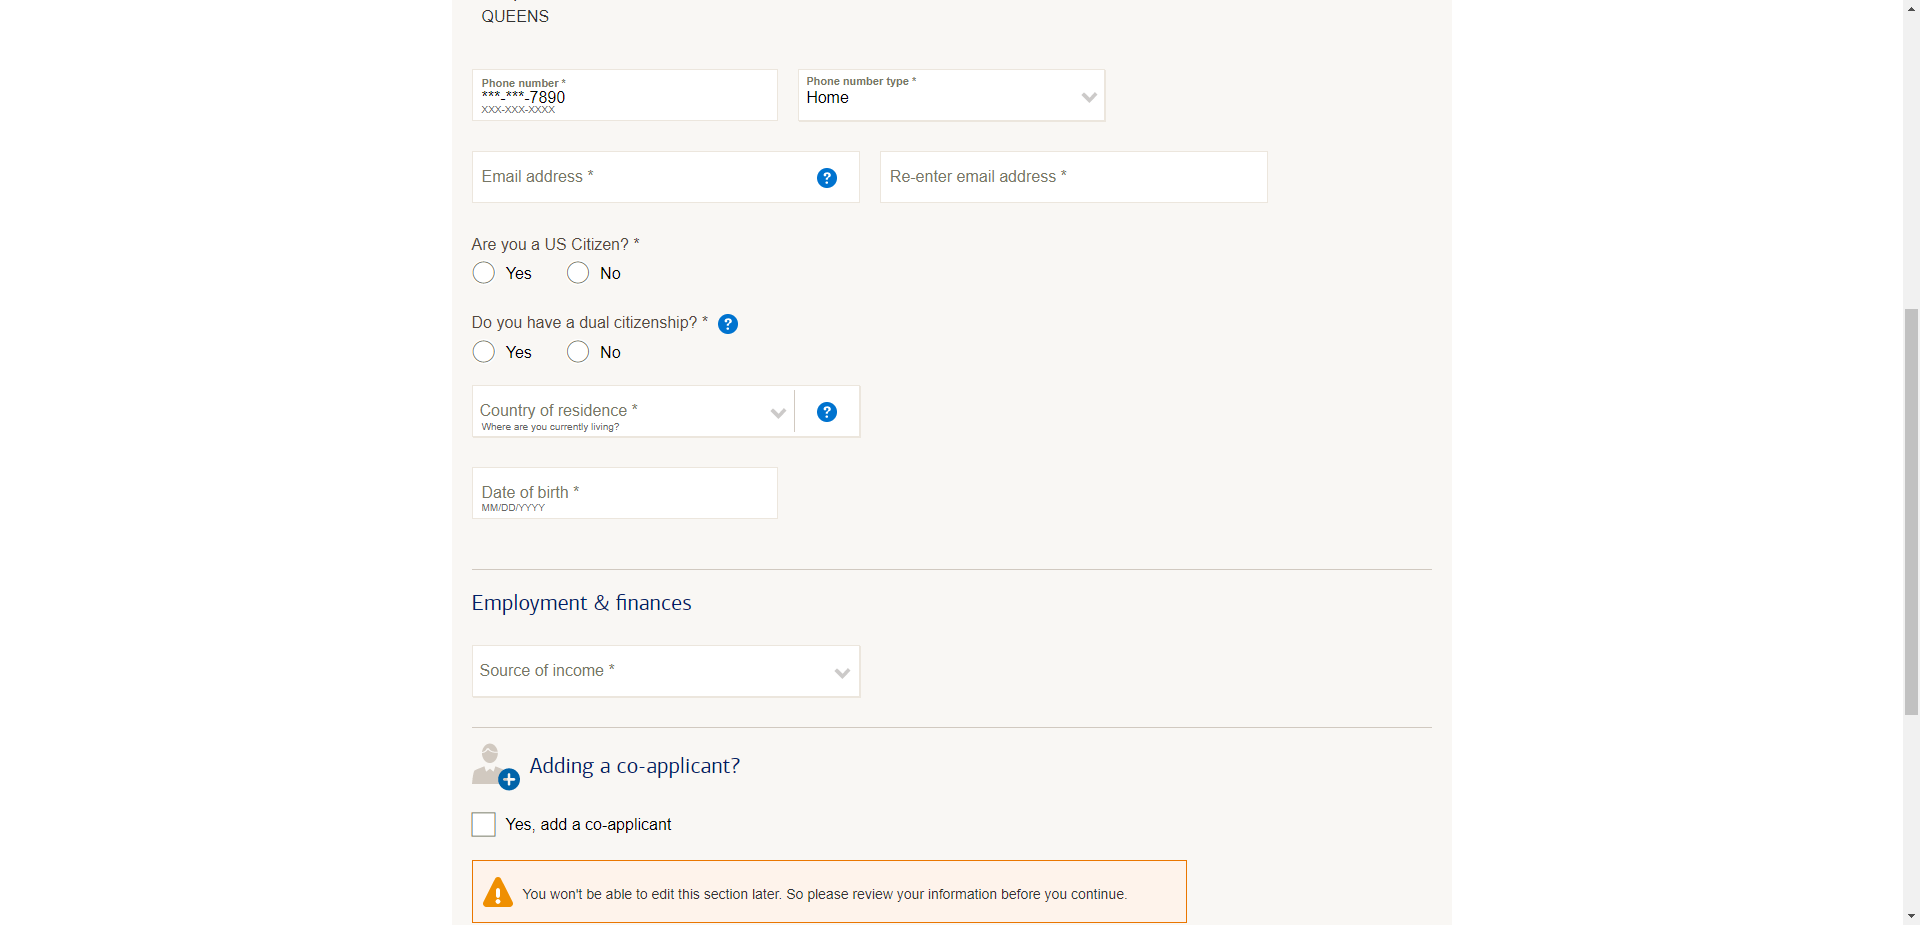 QUEENS
Phone number *
***-***-7890
XXX-XXX-XXXX
Phone number type *
Home
Email address *
?
Re-enter email address *
Are you a US Citizen? *
Yes
No
Do you have a dual citizenship? * ?
Yes
No
Country of residence *
Where are you currently living?
?
Date of birth *
MM/DD/YYYY
Employment & finances
Source of income *
Adding a co-applicant?
Yes, add a co-applicant
You won't be able to edit this section later. So please review your information before you continue.